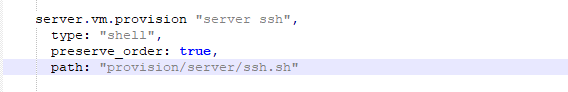 server.vm.provision "server ssh",
type: "shell",
preserve_order: true,
path: "provision/server/ssh.sh"